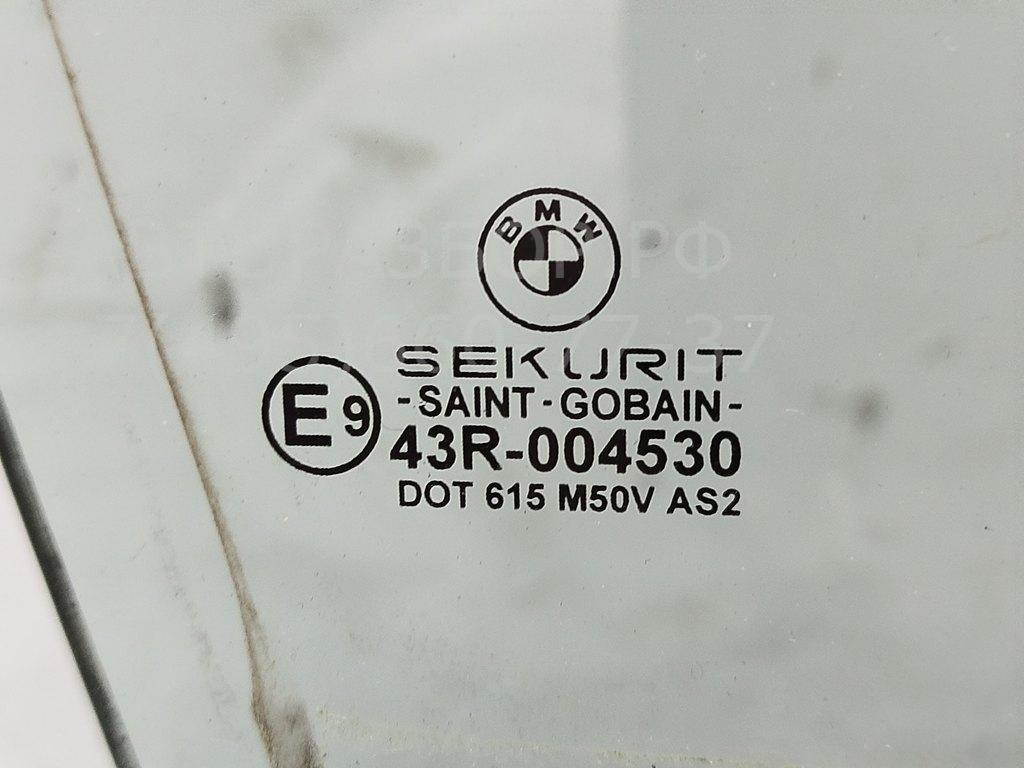 BMW
SEKURIT
-SAINT-GOBAIN-
E9
43R-004530
DOT 615 M50V AS2